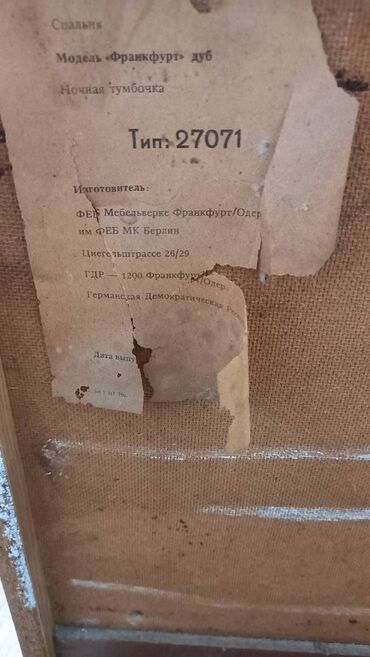 Спальня
Модель «Франкфурт» дуб
Ночная тумбочка
Тип: 27071
Изготовитель:
ФЕБ Мебельверке Франкфурт/Одер
им ФЕБ МК Берлин
Цигельштрассе 26/29
ГДР — 1200 Франкфурт/Одер
Германская Демократическая
Дата выпу